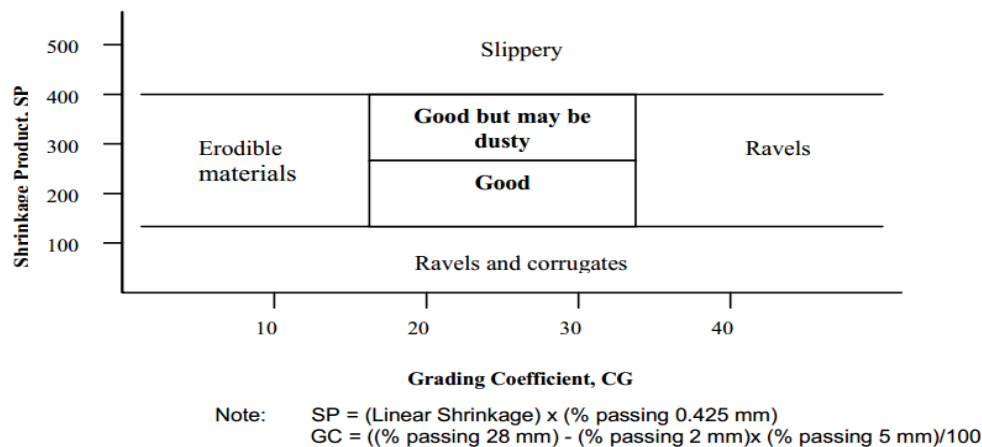 500
Slippery
400
Good but may be
dusty
300
Erodible
materials
Ravels
200
Good
100
Ravels and corrugates
Shrinkage Product, SP
10
20
30
40
Grading Coefficient, CG
Note: SP = (Linear Shrinkage) x (% passing 0.425 mm)
GC = ((% passing 28 mm) - (% passing 2 mm)x (% passing 5 mm)/100